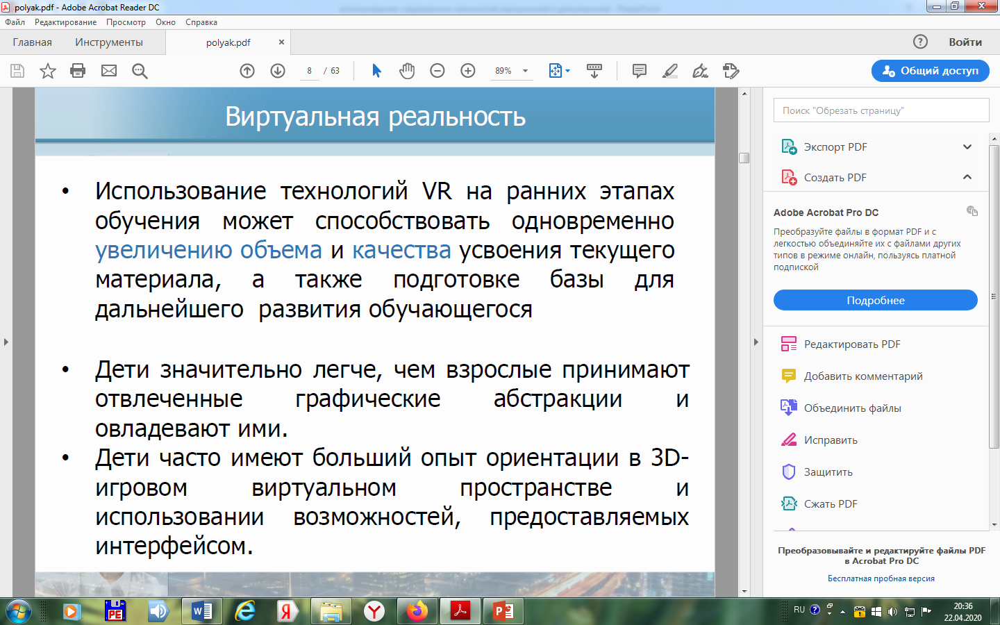 polyak.pdf - Adobe Acrobat Reader DC
Файл Редактирование Просмотр Окно Справка
Главная Инструменты polyak.pdf × ? Войти
8 / 63 89% Общий доступ
Виртуальная реальность
• Использование технологий VR на ранних этапах
обучения может способствовать одновременно
увеличению объема и качества усвоения текущего
материала, а также подготовке базы для
дальнейшего развития обучающегося
• Дети значительно легче, чем взрослые принимают
отвлеченные графические абстракции и
овладевают ими.
• Дети часто имеют больший опыт ориентации в 3D-
игровом виртуальном пространстве и
использовании возможностей, предоставляемых
интерфейсом.
Поиск "Обрезать страницу"
Экспорт PDF
Создать PDF
Adobe Acrobat Pro DC
Преобразуйте файлы в формат PDF и с
легкостью объединяйте их с файлами других
типов в режиме онлайн, пользуясь платной
подпиской
Подробнее
Редактировать PDF
Добавить комментарий
Объединить файлы
Исправить
Защитить
Сжать PDF
Преобразовывайте и редактируйте файлы PDF
в Acrobat Pro DC
Бесплатная пробная версия
RU
20:36
22.04.2020